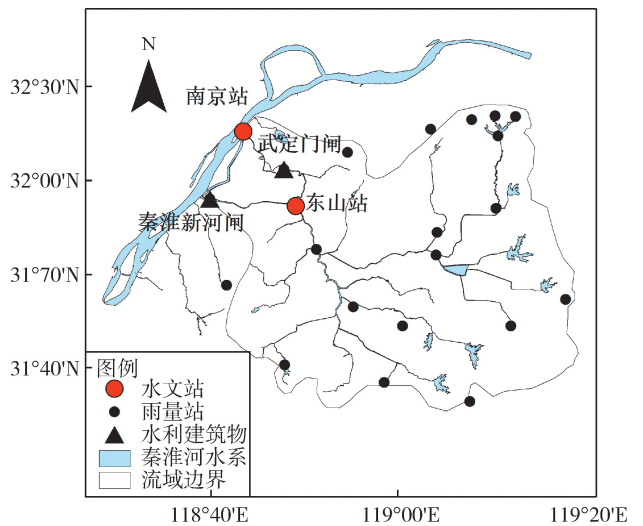 N
32°30'N
南京站
武定门闸
32°00'N
东山站
秦淮新河闸
31°70'N
31°40'N
图例
水文站
雨量站
水利建筑物
秦淮河水系
流域边界
118°40'E
119°00'E
119°20'E